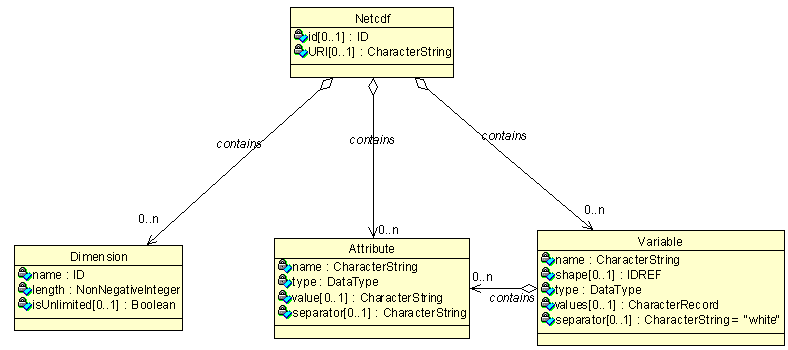 Netcdf
id[0..1] : ID
URI[0..1] : CharacterString
contains
contains
contains
0..n
0..n
0..n
Dimension
name : ID
length : NonNegativeInteger
isUnlimited[0..1] : Boolean
Attribute
name : CharacterString
type : DataType
value[0..1] : CharacterString
separator[0..1] : CharacterString
0..n
contains
Variable
name : CharacterString
shape[0..1] : IDREF
type : DataType
values[0..1] : CharacterRecord
separator[0..1] : CharacterString = "white"